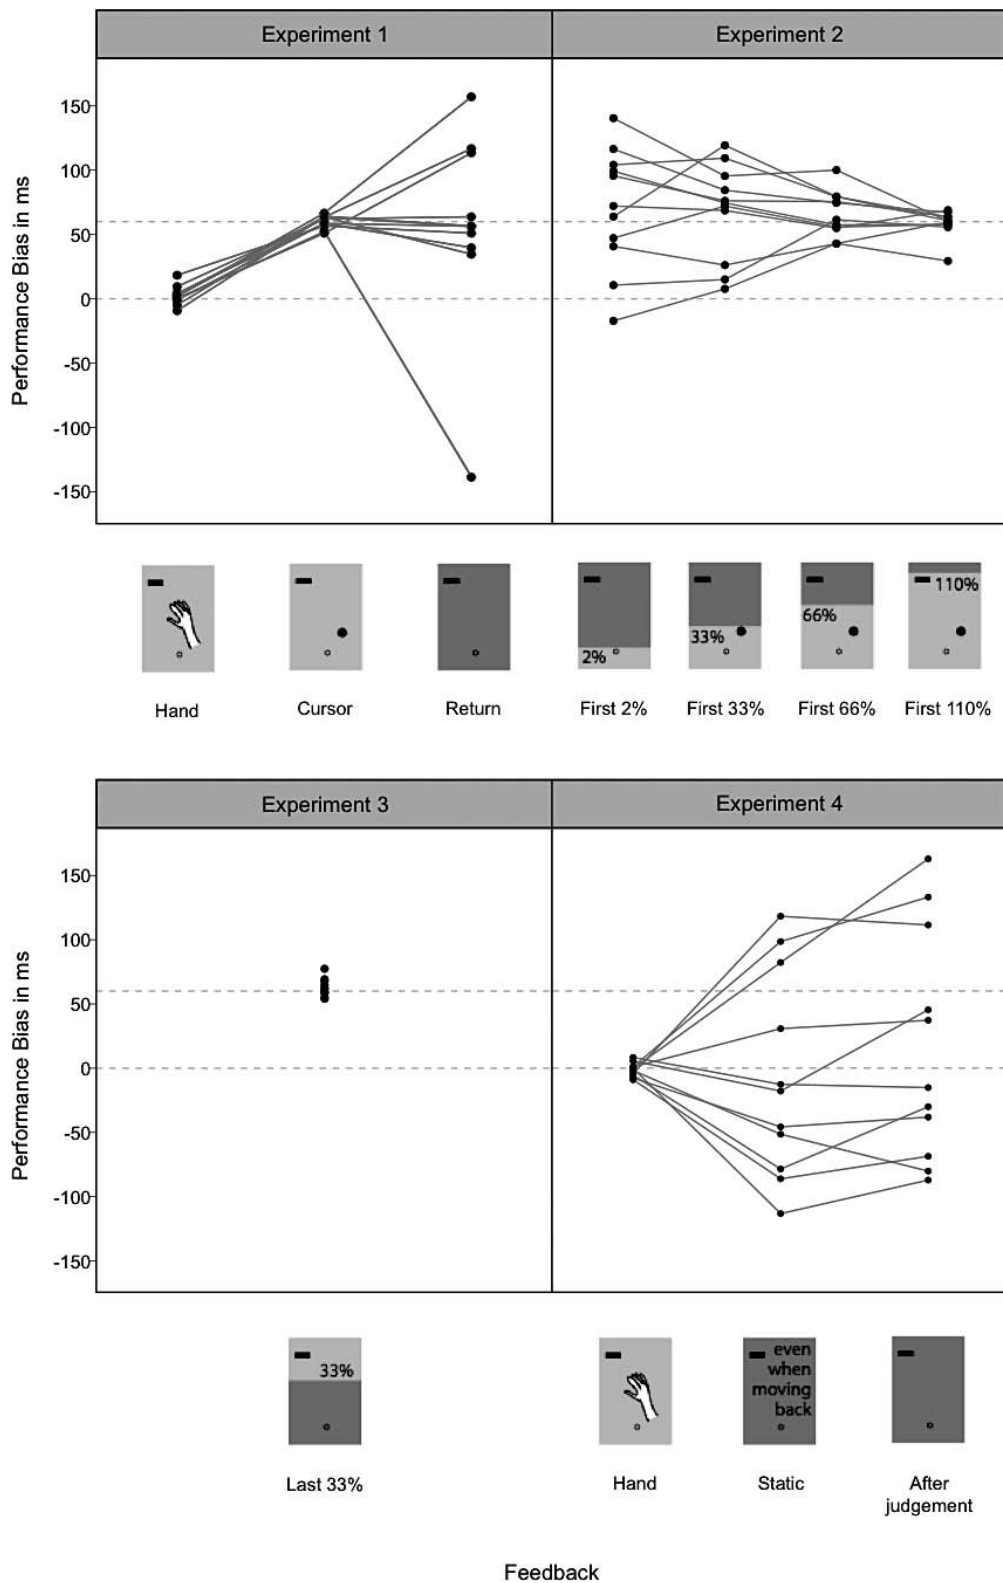 Experiment 1
Experiment 2
Performance Bias in ms
150
100
50
0
-50
-100
-150
2%
33%
66%
110%
Hand
Cursor
Return
First 2%
First 33%
First 66%
First 110%
Experiment 3
Experiment 4
Performance Bias in ms
150
100
50
0
-50
-100
-150
33%
even
when
moving
back
Last 33%
Hand
Static
After
judgement
Feedback